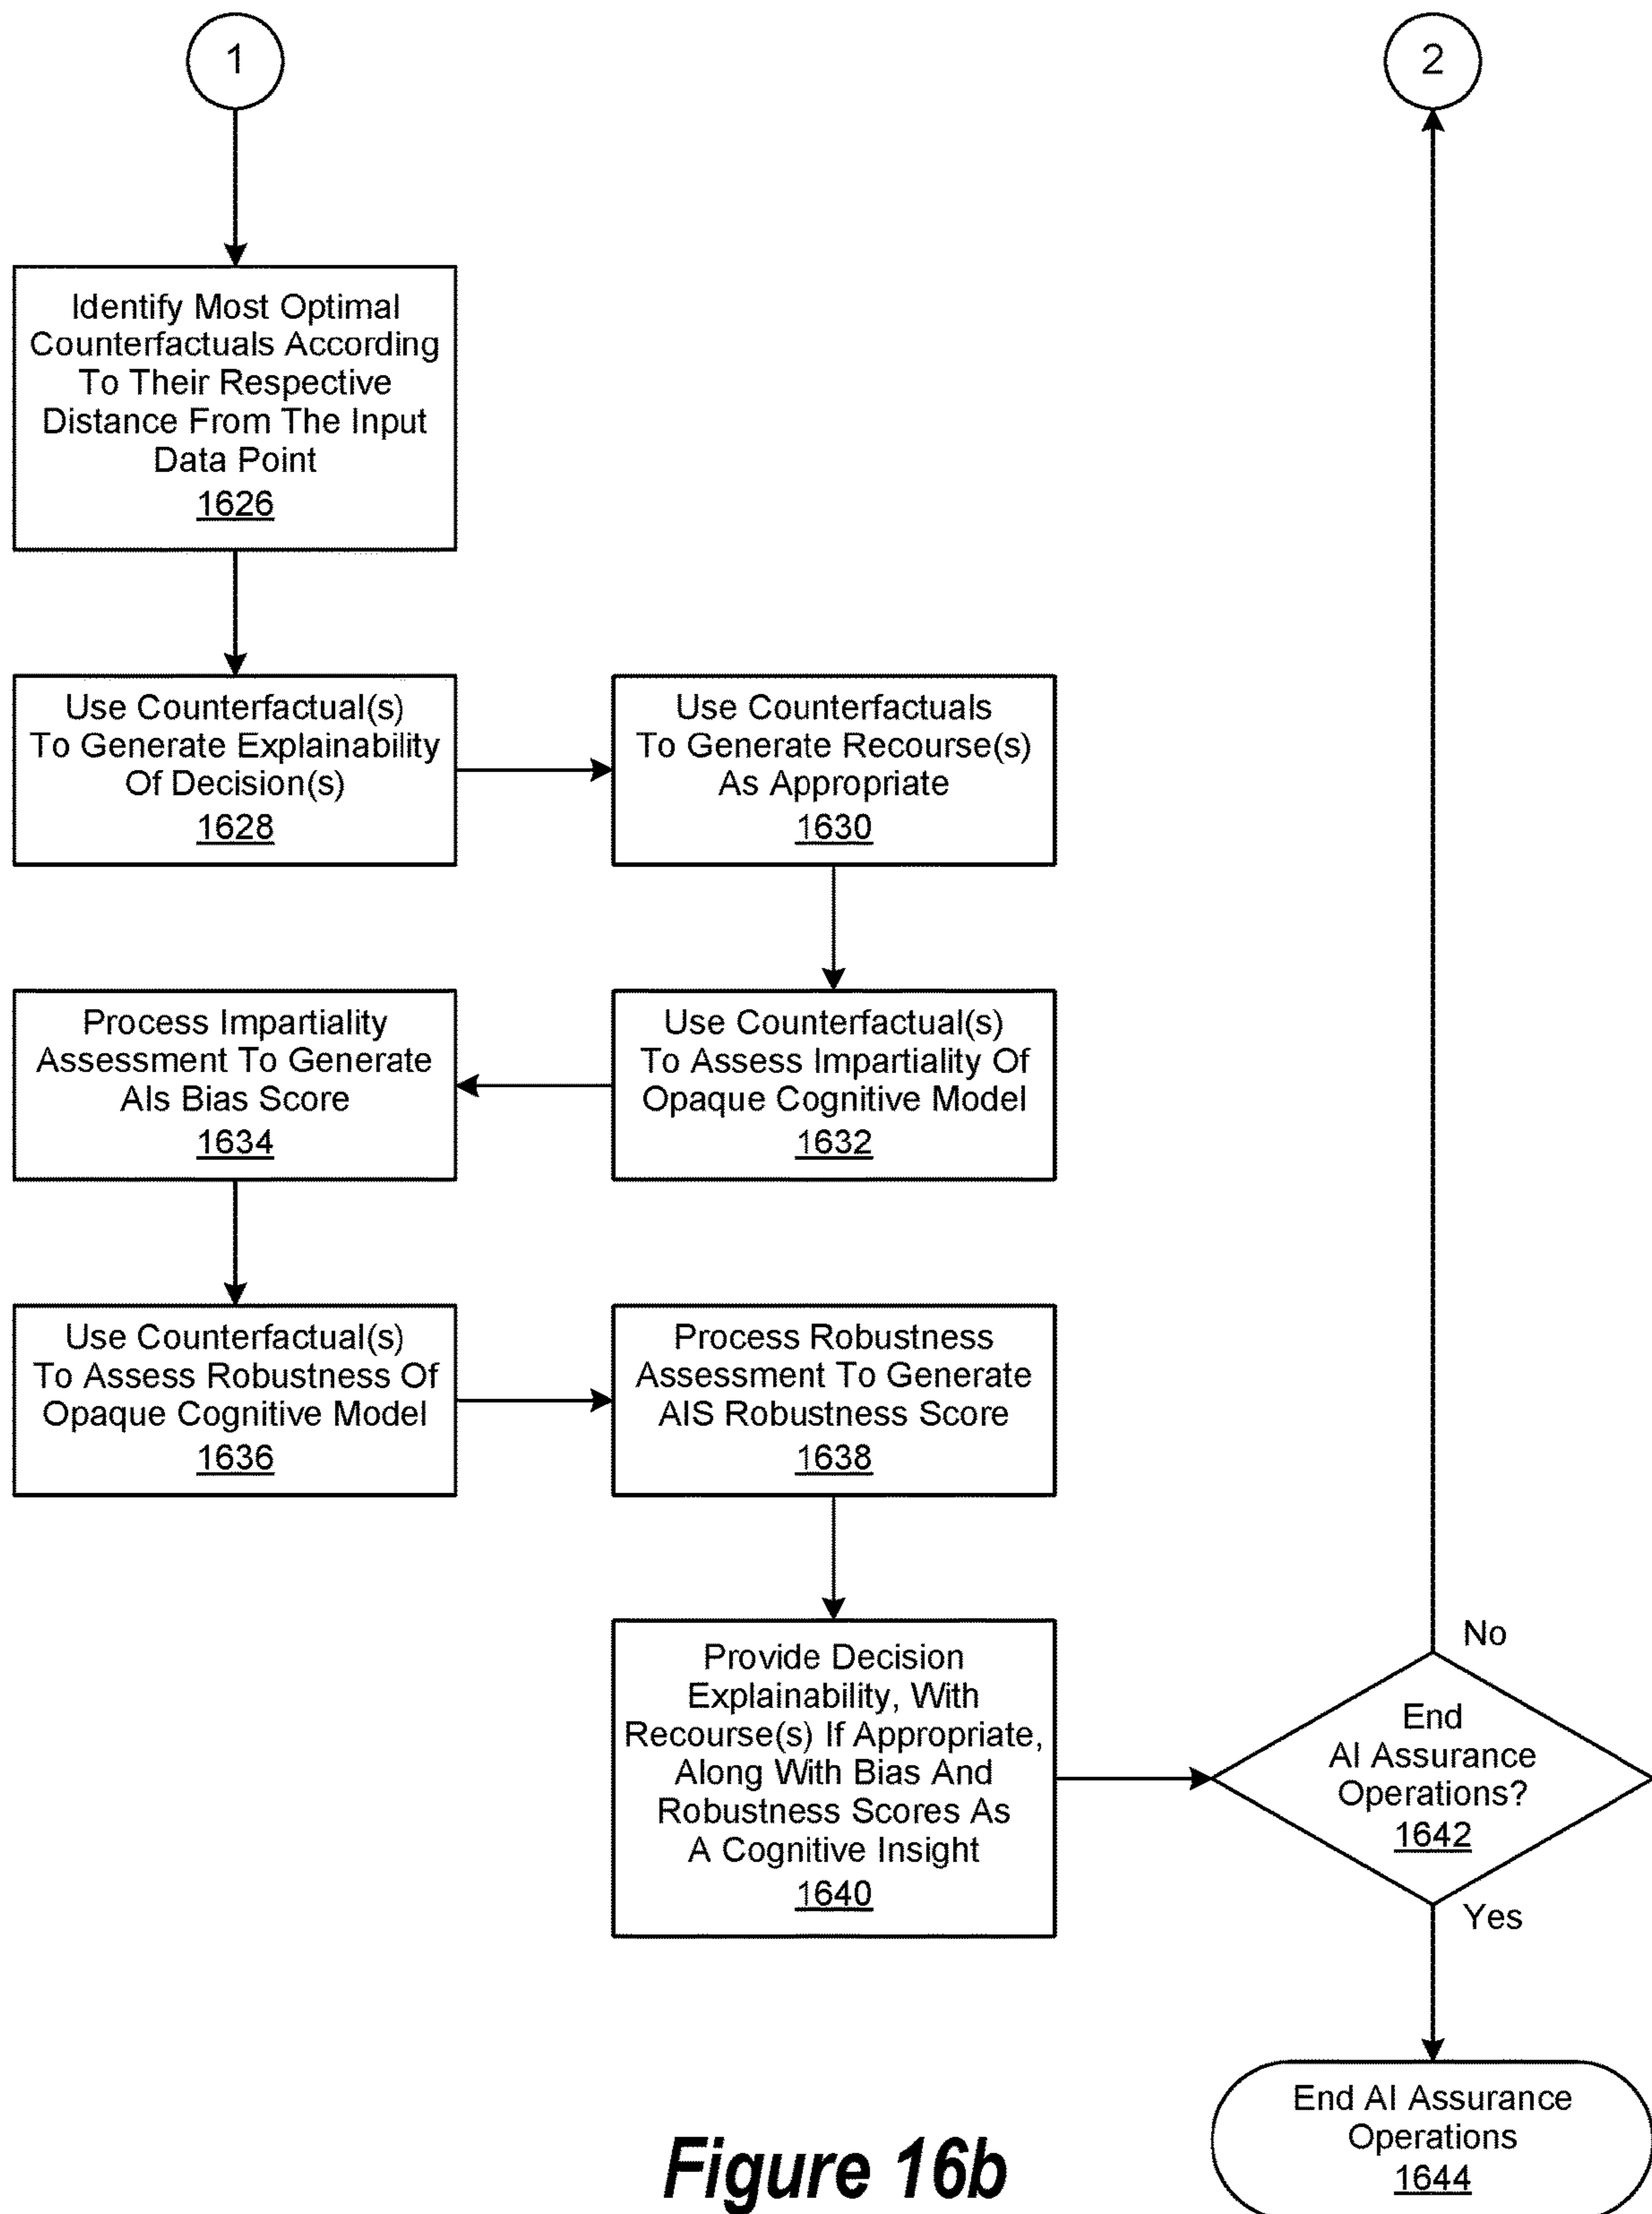 1
2
Identify Most Optimal
Counterfactuals According
To Their Respective
Distance From The Input
Data Point
1626
Use Counterfactual(s)
To Generate Explainability
Of Decision(s)
1628
Use Counterfactuals
To Generate Recourse(s)
As Appropriate
1630
Process Impartiality
Assessment To Generate
AIs Bias Score
1634
Use Counterfactual(s)
To Assess Impartiality Of
Opaque Cognitive Model
1632
Use Counterfactual(s)
To Assess Robustness Of
Opaque Cognitive Model
1636
Process Robustness
Assessment To Generate
AIS Robustness Score
1638
Provide Decision
Explainability, With
Recourse(s) If Appropriate,
Along With Bias And
Robustness Scores As
A Cognitive Insight
1640
No
End
AI Assurance
Operations?
1642
Yes
End AI Assurance
Operations
1644
Figure 16b